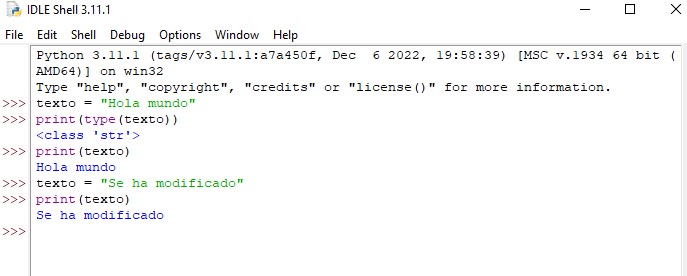 IDLE Shell 3.11.1
File Edit Shell Debug Options Window Help
Python 3.11.1 (tags/v3.11.1:a7a450f, Dec  6 2022, 19:58:39) [MSC v.1934 64 bit (
AMD64)] on win32
Type "help", "copyright", "credits" or "license()" for more information.
>>> texto = "Hola mundo"
>>> print(type(texto))
<class 'str'>
>>> print(texto)
Hola mundo
>>> texto = "Se ha modificado"
>>> print(texto)
Se ha modificado
>>>